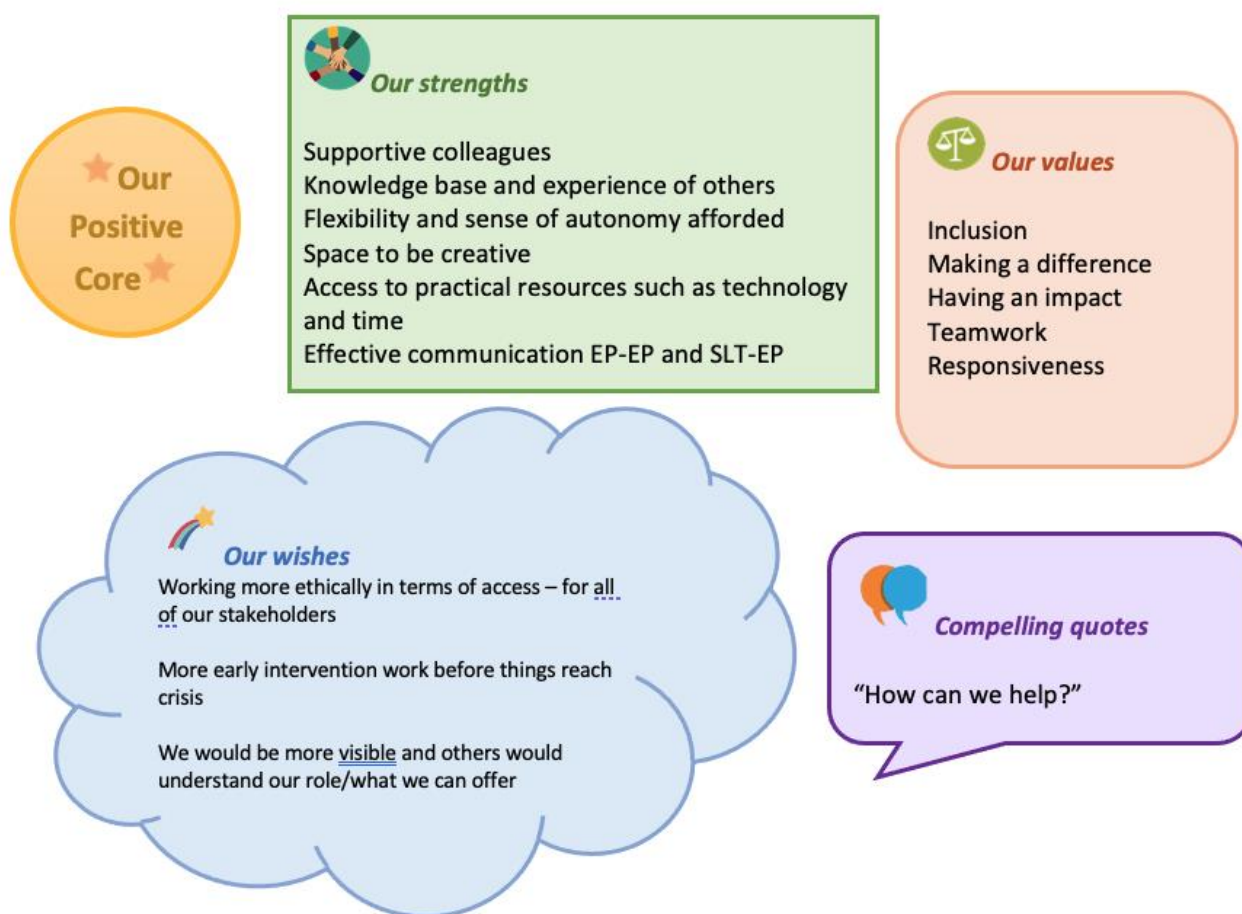 Our
Positive
Core
Our strengths
Supportive colleagues
Knowledge base and experience of others
Flexibility and sense of autonomy afforded
Space to be creative
Access to practical resources such as technology
and time
Effective communication EP-EP and SLT-EP
Our values
Inclusion
Making a difference
Having an impact
Teamwork
Responsiveness
Our wishes
Working more ethically in terms of access – for all
of our stakeholders
More early intervention work before things reach
crisis
We would be more visible and others would
understand our role/what we can offer
Compelling quotes
“How can we help?”